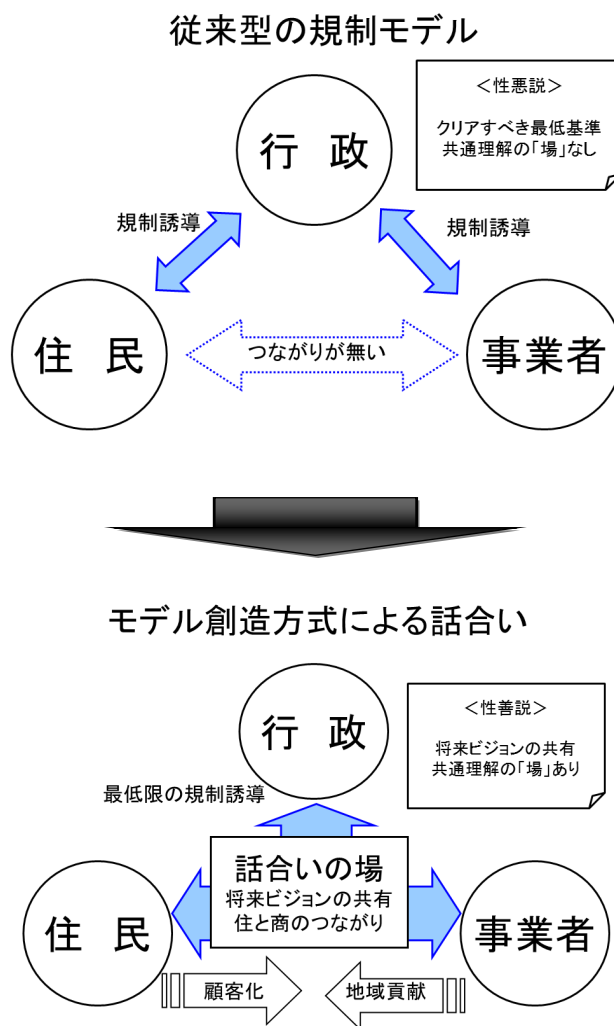 従来型の規制モデル
＜性悪説＞
クリアすべき最低基準
共通理解の「場」なし
行　政
規制誘導
規制誘導
住　民
つながりが無い
事業者
モデル創造方式による話合い
行　政
＜性善説＞
将来ビジョンの共有
共通理解の「場」あり
最低限の規制誘導
話合いの場
将来ビジョンの共有
住と商のつながり
住　民
事業者
顧客化
地域貢献